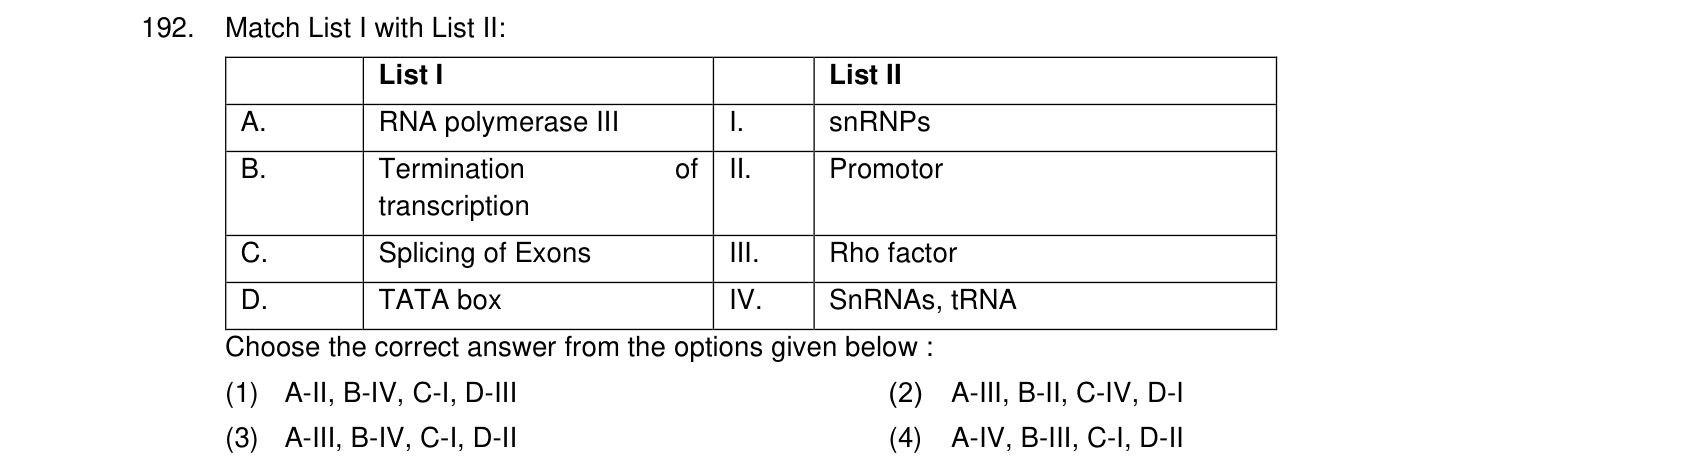 192. Match List I with List II:
List I List II
A. RNA polymerase III I. snRNPs
B. Termination of II. Promotor
transcription
C. Splicing of Exons III. Rho factor
D. TATA box IV. SnRNAs, tRNA
Choose the correct answer from the options given below :
(1) A-II, B-IV, C-I, D-III (2) A-III, B-II, C-IV, D-I
(3) A-III, B-IV, C-I, D-II (4) A-IV, B-III, C-I, D-II